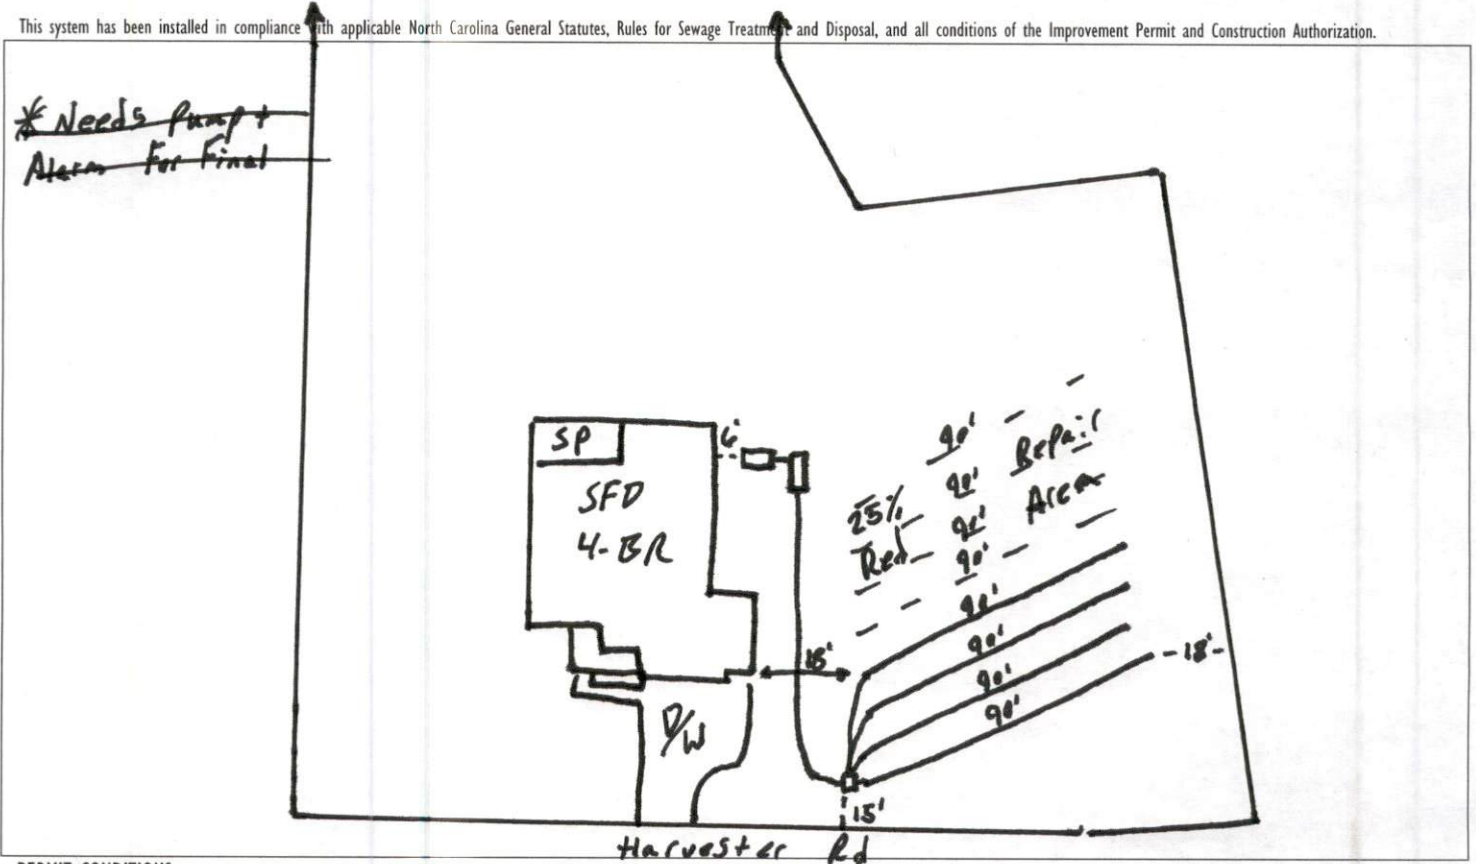 This system has been installed in compliance with applicable North Carolina General Statutes, Rules for Sewage Treatment and Disposal, and all conditions of the Improvement Permit and Construction Authorization.
* Needs Pump +
Alarm For Final
SP
SFD
4-BR
6'
25%
Red
90'
90'
90'
90'
Repair
Area
90'
90'
90'
90'
18'
-18'-
D/W
15'
Harvester Rd